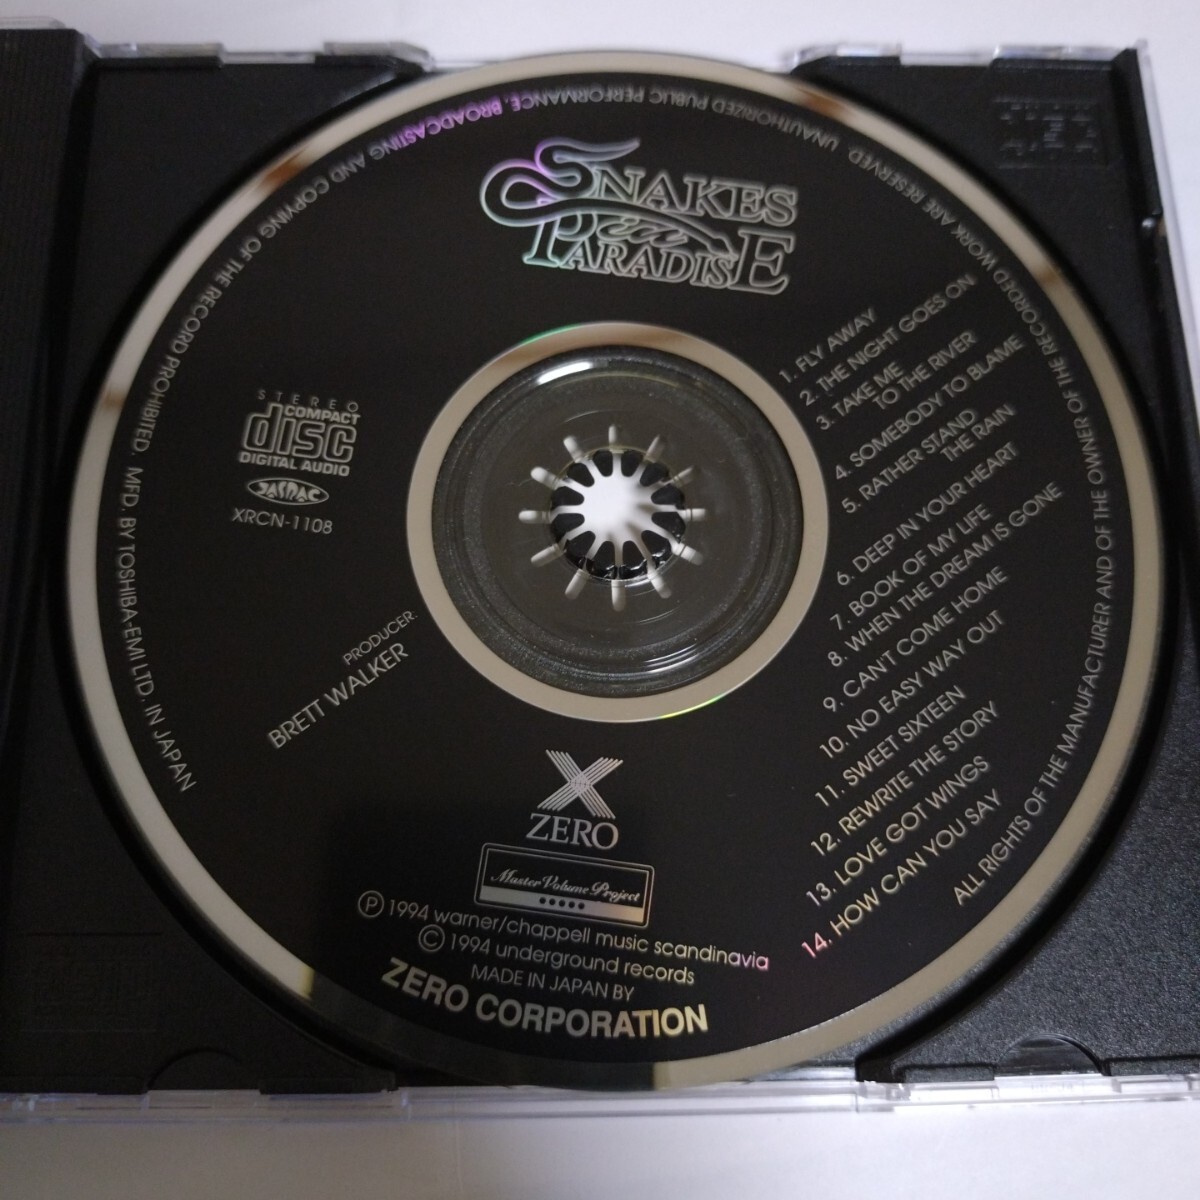 SNAKES
in
PARADISE
1. FLY AWAY
2. THE NIGHT GOES ON
3. TAKE ME
TO THE RIVER
4. SOMEBODY TO BLAME
5. RATHER STAND
THE RAIN
6. DEEP IN YOUR HEART
7. BOOK OF MY LIFE
8. WHEN THE DREAM IS GONE
9. CAN'T COME HOME
10. NO EASY WAY OUT
11. SWEET SIXTEEN
12. REWRITE THE STORY
13. LOVE GOT WINGS
14. HOW CAN YOU SAY
STEREO
COMPACT
disc
DIGITAL AUDIO
JASRAC
XRCN-1108
PRODUCER:
BRETT WALKER
ZERO
Master Volume Project
Ⓟ 1994 warner/chappell music scandinavia
© 1994 underground records
MADE IN JAPAN BY
ZERO CORPORATION
ALL RIGHTS OF THE MANUFACTURER AND OF THE OWNER OF THE RECORDED WORK ARE RESERVED. UNAUTHORIZED PUBLIC PERFORMANCE, BROADCASTING AND COPYING OF THE RECORD PROHIBITED. MFD. BY TOSHIBA-EMI LTD. IN JAPAN